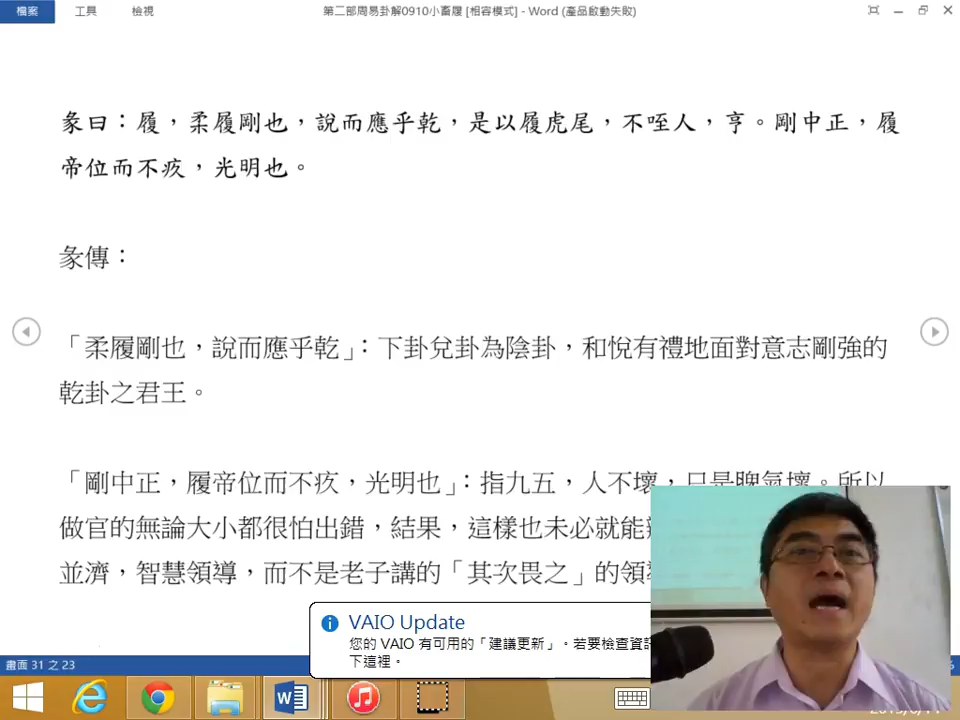 檔案 工具 檢視 第二部周易卦解0910小畜履 [相容模式] - Word (產品啟動失敗)
彖曰：履，柔履剛也，說而應乎乾，是以履虎尾，不咥人，亨。剛中正，履
帝位而不疚，光明也。
彖傳：
「柔履剛也，說而應乎乾」：下卦兌卦為陰卦，和悅有禮地面對意志剛強的
乾卦之君王。
「剛中正，履帝位而不疚，光明也」：指九五，人不壞，只是脾氣壞。所以
做官的無論大小都很怕出錯，結果，這樣也未必就能
並濟，智慧領導，而不是老子講的「其次畏之」的領
VAIO Update
您的 VAIO 有可用的「建議更新」。若要檢查資訊
下這裡。
畫面 31 之 23